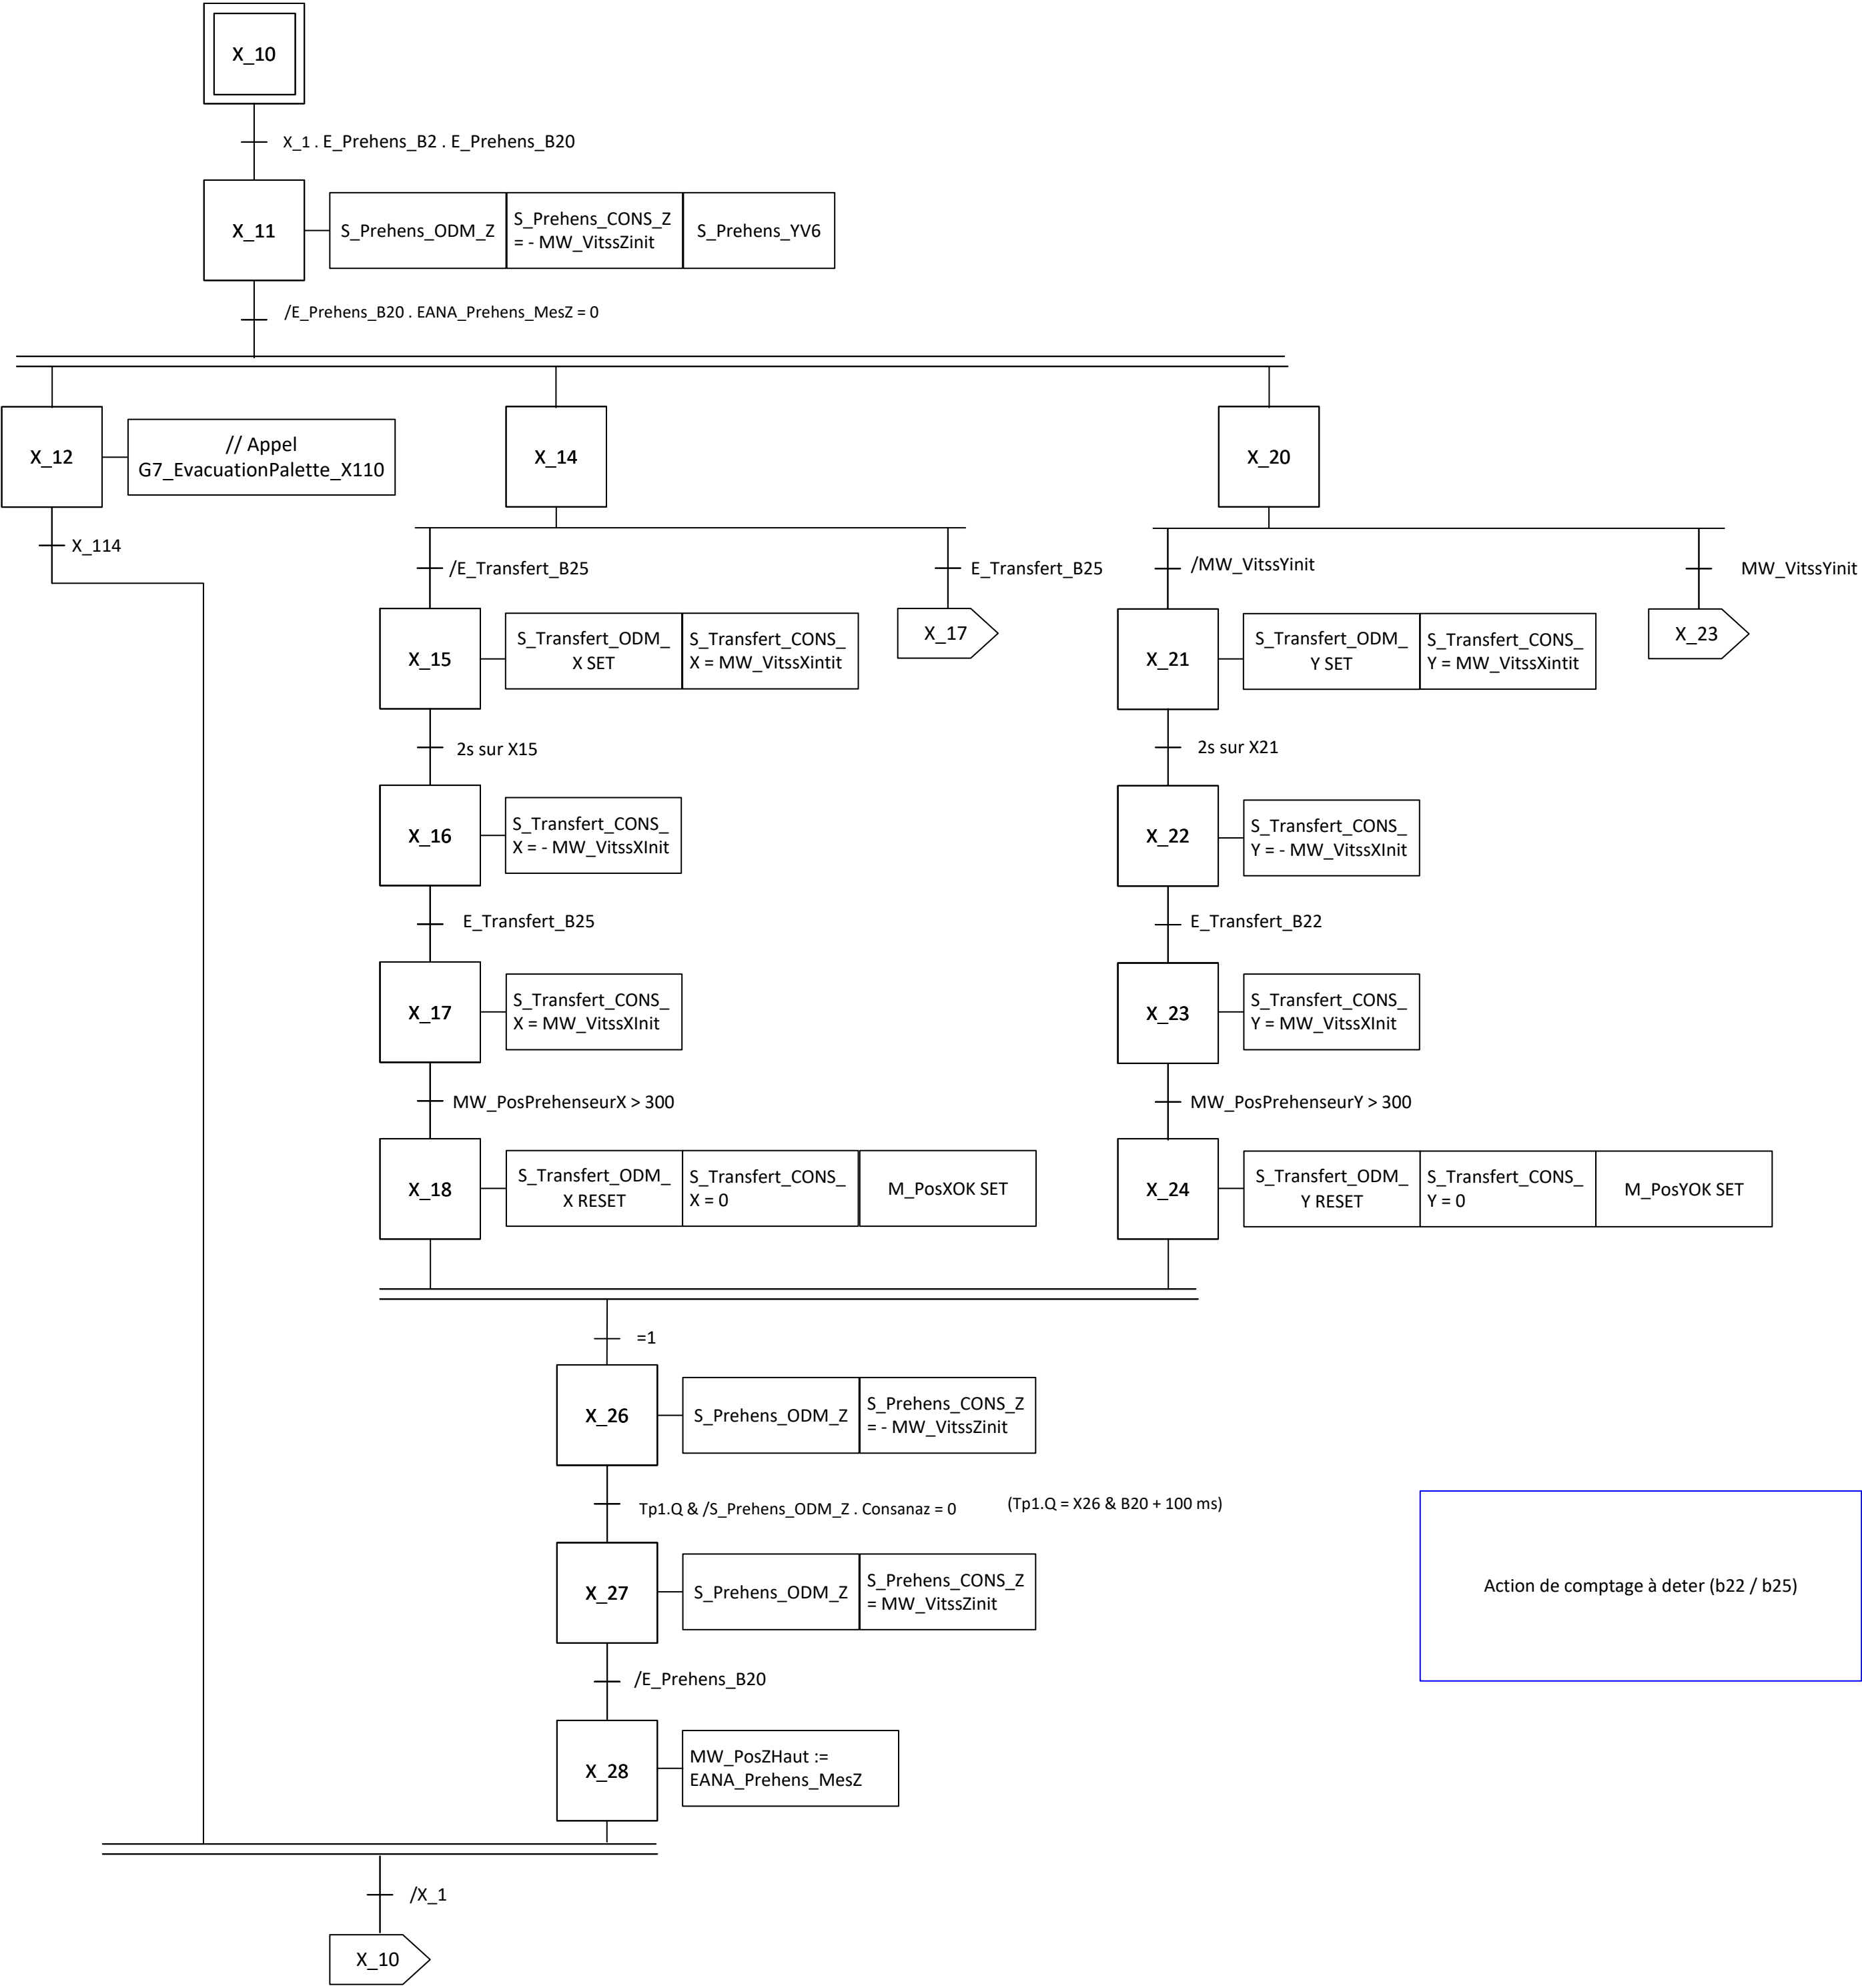 X_10
X_1 . E_Prehens_B2 . E_Prehens_B20
X_11
S_Prehens_ODM_Z
S_Prehens_CONS_Z
= - MW_VitssZinit
S_Prehens_YV6
/E_Prehens_B20 . EANA_Prehens_MesZ = 0
X_12
// Appel
G7_EvacuationPalette_X110
X_14
X_20
X_114
/E_Transfert_B25
E_Transfert_B25
/MW_VitssYinit
MW_VitssYinit
X_15
S_Transfert_ODM_
X SET
S_Transfert_CONS_
X = MW_VitssXintit
X_17
X_21
S_Transfert_ODM_
Y SET
S_Transfert_CONS_
Y = MW_VitssXintit
X_23
2s sur X15
2s sur X21
X_16
S_Transfert_CONS_
X = - MW_VitssXInit
X_22
S_Transfert_CONS_
Y = - MW_VitssXInit
E_Transfert_B25
E_Transfert_B22
X_17
S_Transfert_CONS_
X = MW_VitssXInit
X_23
S_Transfert_CONS_
Y = MW_VitssXInit
MW_PosPrehenseurX > 300
MW_PosPrehenseurY > 300
X_18
S_Transfert_ODM_
X RESET
S_Transfert_CONS_
X = 0
M_PosXOK SET
X_24
S_Transfert_ODM_
Y RESET
S_Transfert_CONS_
Y = 0
M_PosYOK SET
=1
X_26
S_Prehens_ODM_Z
S_Prehens_CONS_Z
= - MW_VitssZinit
Tp1.Q & /S_Prehens_ODM_Z . Consanaz = 0
(Tp1.Q = X26 & B20 + 100 ms)
X_27
S_Prehens_ODM_Z
S_Prehens_CONS_Z
= MW_VitssZinit
Action de comptage à deter (b22 / b25)
/E_Prehens_B20
X_28
MW_PosZHaut :=
EANA_Prehens_MesZ
/X_1
X_10